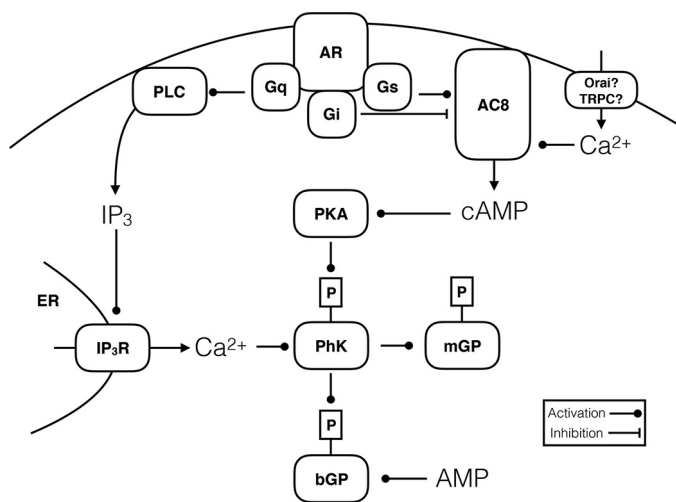 AR
PLC
Gq
Gs
Gi
AC8
Orai?
TRPC?
Ca²⁺
IP₃
PKA
cAMP
ER
P
P
IP₃R
Ca²⁺
PhK
mGP
P
bGP
AMP
Activation
Inhibition